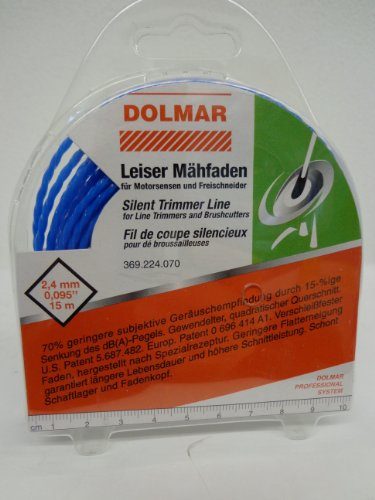 DOLMAR
Leiser Mähfaden
für Motorsensen und Freischneider
Silent Trimmer Line
for Line Trimmers and Brushcutters
Fil de coupe silencieux
pour de broussailleuses
369.224.070
2,4 mm
0,095"
15 m
70% geringere subjektive Geräuschempfindung durch 15-%ige
Senkung des dB(A)-Pegels. Gewendelter, quadratischer Querschnitt.
U.S. Patent 5.687.482. Europ. Patent 0 696 414 A1. Verschleißfester
Faden, hergestellt nach Spezialrezeptur. Geringere Flatterneigung
garantiert längere Lebensdauer und höhere Schnittleistung. Schont
Schaftlager und Fadenkopf.
DOLMAR
PROFESSIONAL
SYSTEM
cm 1 2 3 4 5 6 7 8 9 10